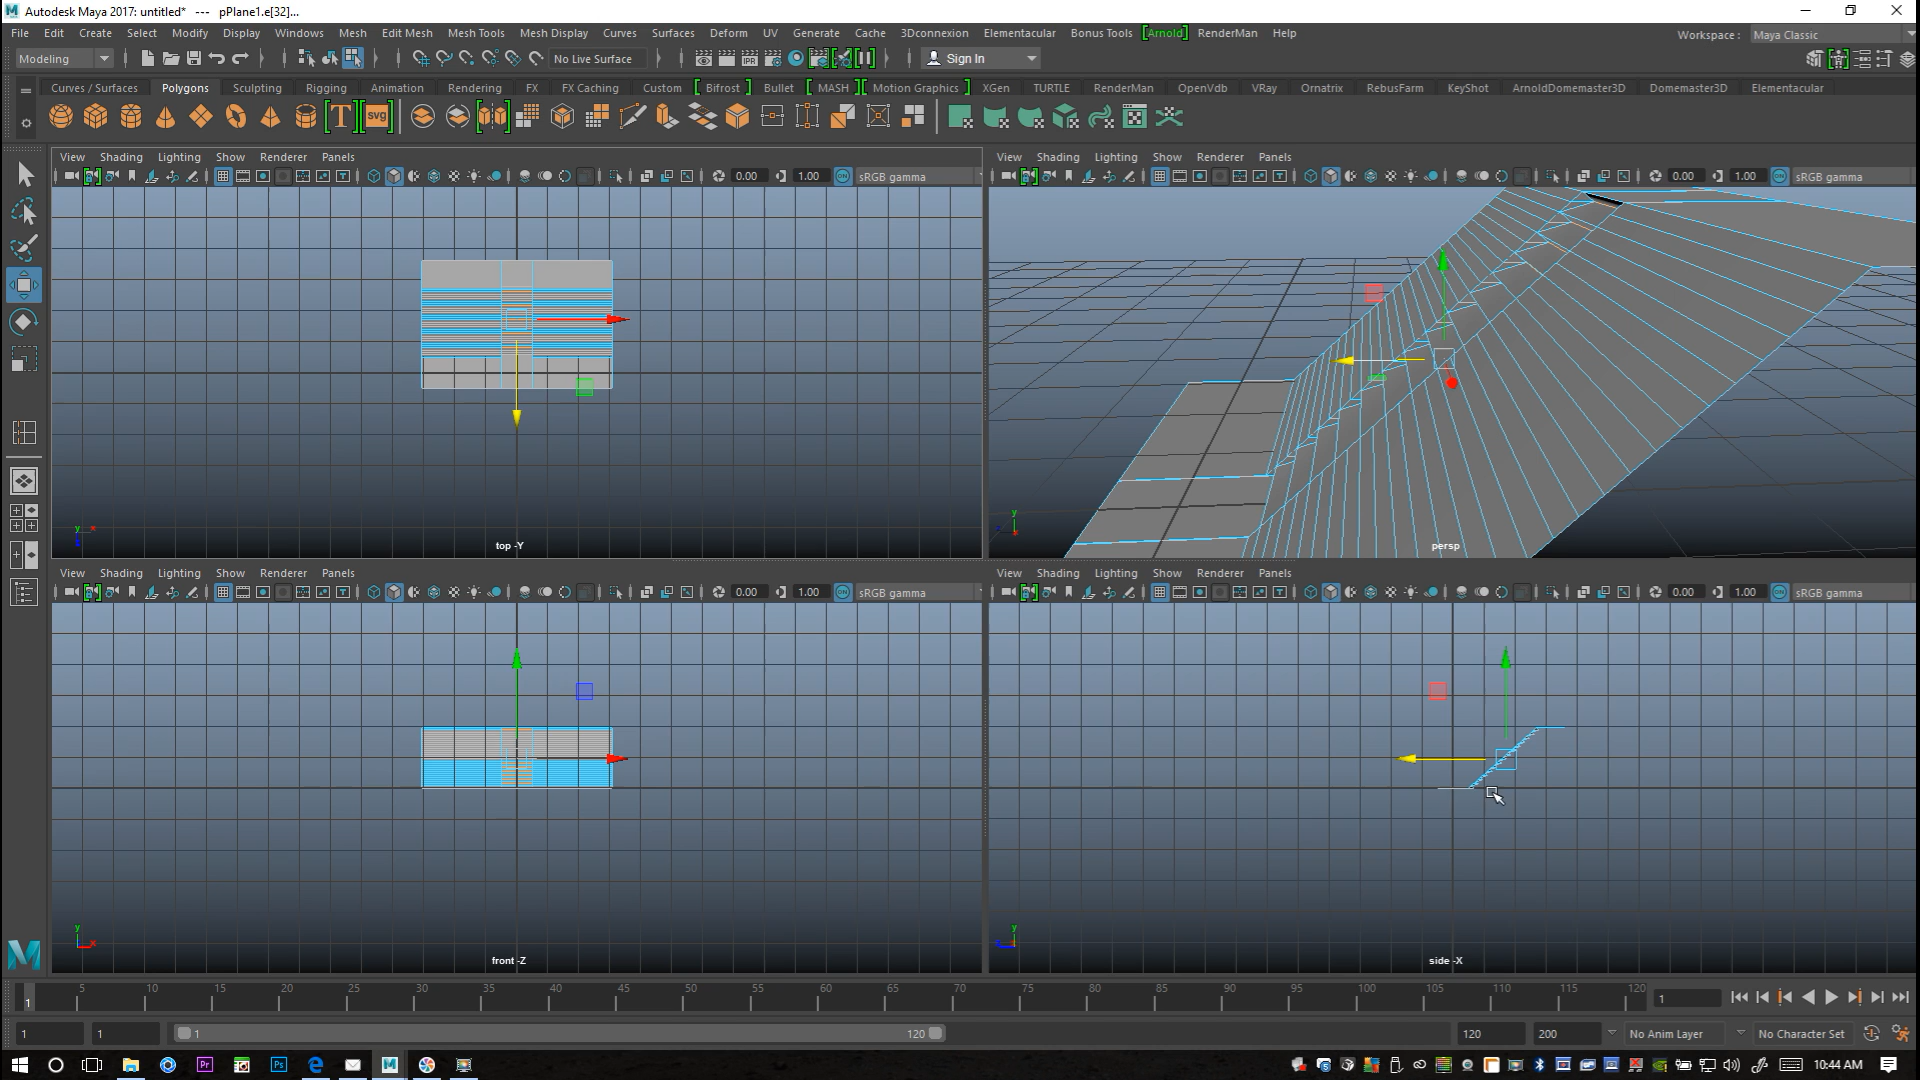 Autodesk Maya 2017: untitled*   ---   pPlane1.e[32]...
File Edit Create Select Modify Display Windows Mesh Edit Mesh Mesh Tools Mesh Display Curves Surfaces Deform UV Generate Cache 3Dconnexion Elementacular Bonus Tools [Arnold] RenderMan Help Workspace : Maya Classic
Modeling No Live Surface IPR Sign In
Curves / Surfaces Polygons Sculpting Rigging Animation Rendering FX FX Caching Custom Bifrost Bullet MASH Motion Graphics XGen TURTLE RenderMan OpenVdb VRay Ornatrix RebusFarm KeyShot ArnoldDomemaster3D Domemaster3D Elementacular
T svg
View Shading Lighting Show Renderer Panels
0.00 1.00 ON sRGB gamma
top -Y
View Shading Lighting Show Renderer Panels
0.00 1.00 ON sRGB gamma
persp
View Shading Lighting Show Renderer Panels
0.00 1.00 ON sRGB gamma
front -Z
View Shading Lighting Show Renderer Panels
0.00 1.00 ON sRGB gamma
side -X
1 5 10 15 20 25 30 35 40 45 50 55 60 65 70 75 80 85 90 95 100 105 110 115 120 1
1 1 1 120 120 200 No Anim Layer No Character Set
Pr Ps M 10:44 AM